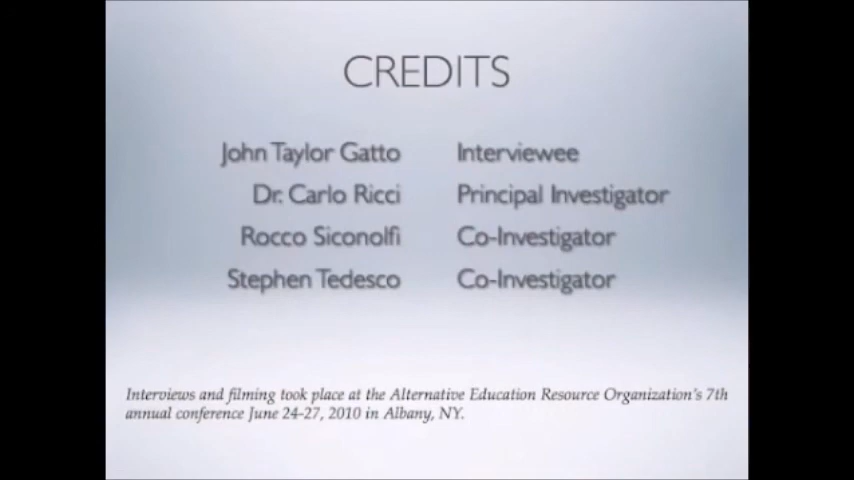 CREDITS
John Taylor Gatto Interviewee
Dr. Carlo Ricci Principal Investigator
Rocco Siconolfi Co-Investigator
Stephen Tedesco Co-Investigator
Interviews and filming took place at the Alternative Education Resource Organization's 7th
annual conference June 24-27, 2010 in Albany, NY.